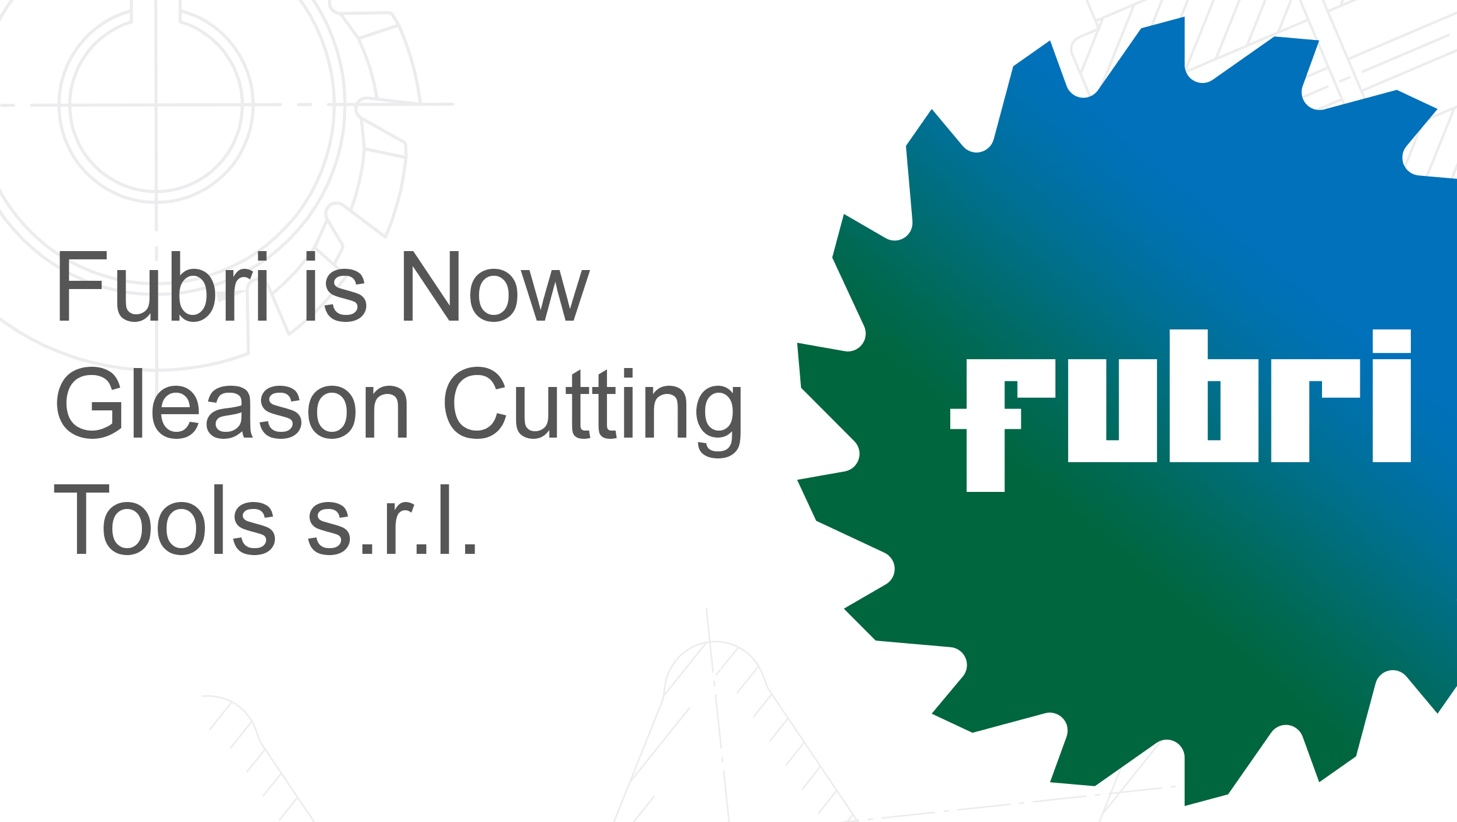 Fubri is Now
Gleason Cutting
Tools s.r.l.
fubri